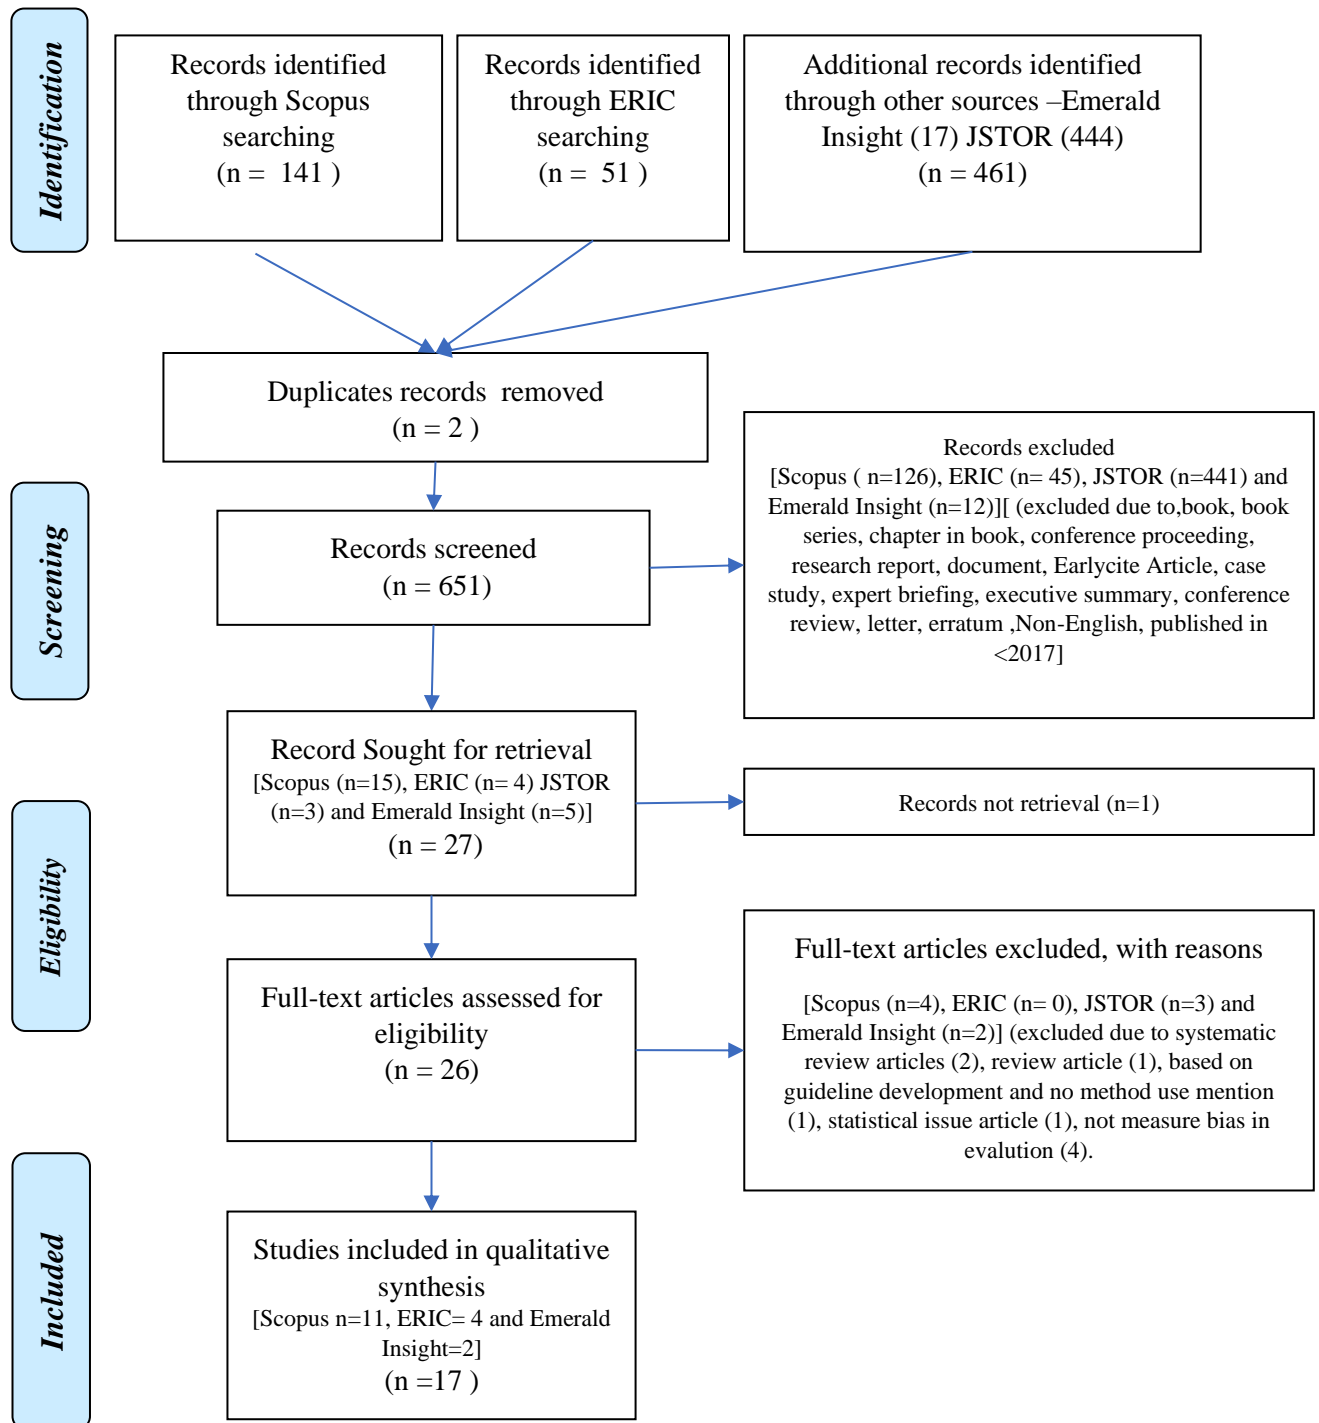 Identification
Records identified
through Scopus
searching
(n = 141 )
Records identified
through ERIC
searching
(n = 51 )
Additional records identified
through other sources –Emerald
Insight (17) JSTOR (444)
(n = 461)
Duplicates records removed
(n = 2 )
Screening
Records screened
(n = 651)
Records excluded
[Scopus ( n=126), ERIC (n= 45), JSTOR (n=441) and
Emerald Insight (n=12)][ (excluded due to,book, book
series, chapter in book, conference proceeding,
research report, document, Earlycite Article, case
study, expert briefing, executive summary, conference
review, letter, erratum ,Non-English, published in
<2017]
Record Sought for retrieval
[Scopus (n=15), ERIC (n= 4) JSTOR
(n=3) and Emerald Insight (n=5)]
(n = 27)
Records not retrieval (n=1)
Eligibility
Full-text articles assessed for
eligibility
(n = 26)
Full-text articles excluded, with reasons
[Scopus (n=4), ERIC (n= 0), JSTOR (n=3) and
Emerald Insight (n=2)] (excluded due to systematic
review articles (2), review article (1), based on
guideline development and no method use mention
(1), statistical issue article (1), not measure bias in
evalution (4).
Included
Studies included in qualitative
synthesis
[Scopus n=11, ERIC= 4 and Emerald
Insight=2]
(n =17 )